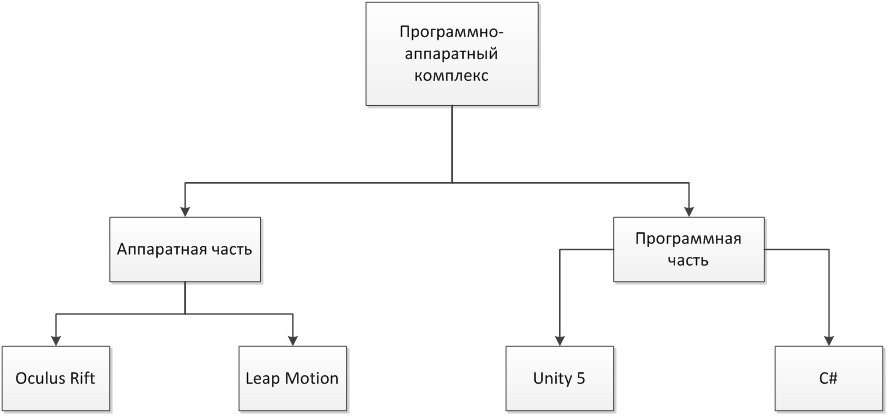 Программно-
аппаратный
комплекс
Аппаратная часть
Программная
часть
Oculus Rift
Leap Motion
Unity 5
C#